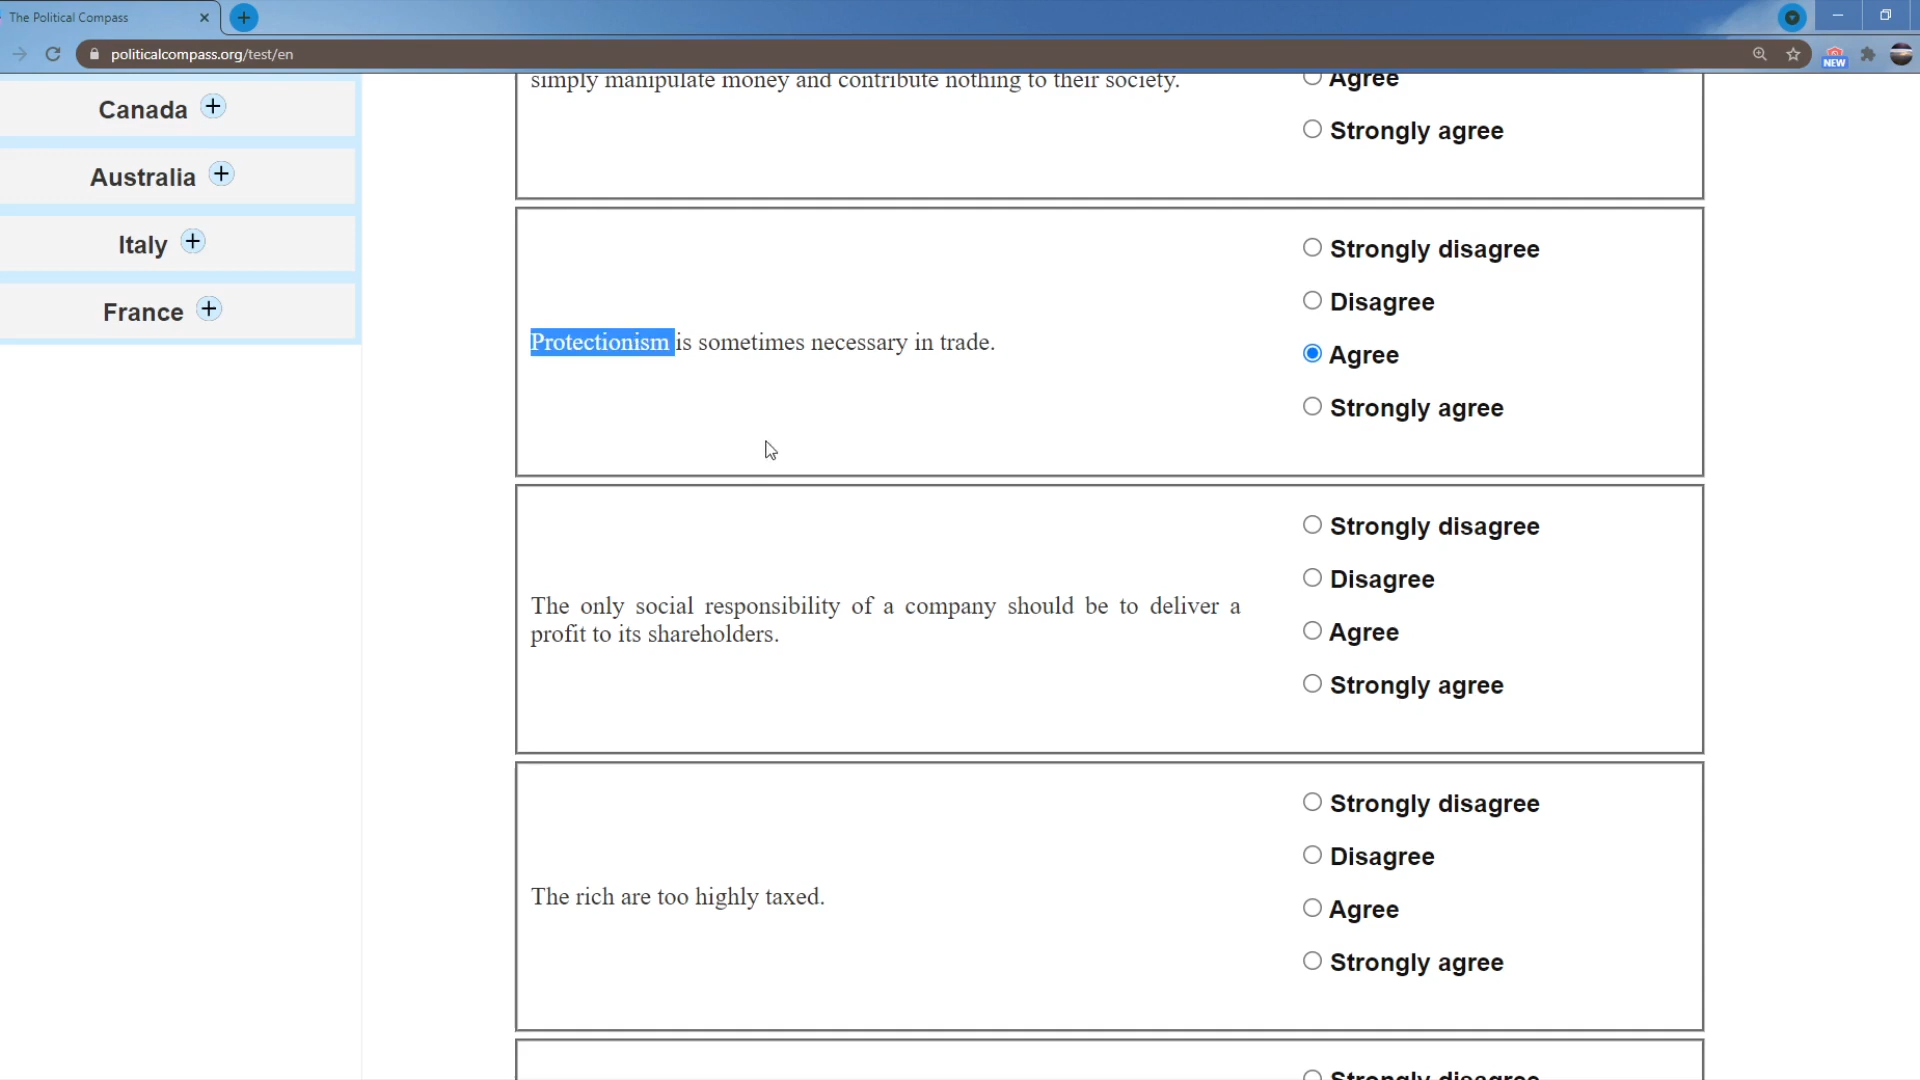 The Political Compass
politicalcompass.org/test/en
NEW
Canada
Australia
Italy
France
simply manipulate money and contribute nothing to their society.
Agree
Strongly agree
Protectionism is sometimes necessary in trade.
Strongly disagree
Disagree
Agree
Strongly agree
The only social responsibility of a company should be to deliver a
profit to its shareholders.
Strongly disagree
Disagree
Agree
Strongly agree
The rich are too highly taxed.
Strongly disagree
Disagree
Agree
Strongly agree
Strongly disagree